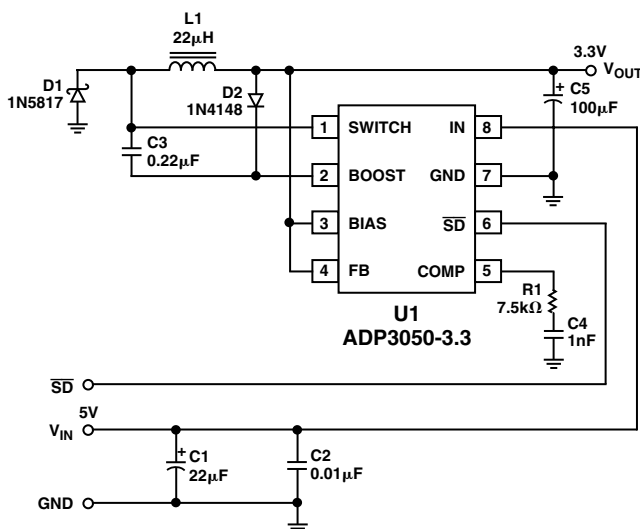 L1
22µH
3.3V
VOUT
D1
1N5817
D2
1N4148
C5
100µF
C3
0.22µF
1 SWITCH IN 8
2 BOOST GND 7
3 BIAS SD 6
4 FB COMP 5
R1
7.5kΩ
C4
1nF
U1
ADP3050-3.3
SD
5V
VIN
C1
22µF
C2
0.01µF
GND